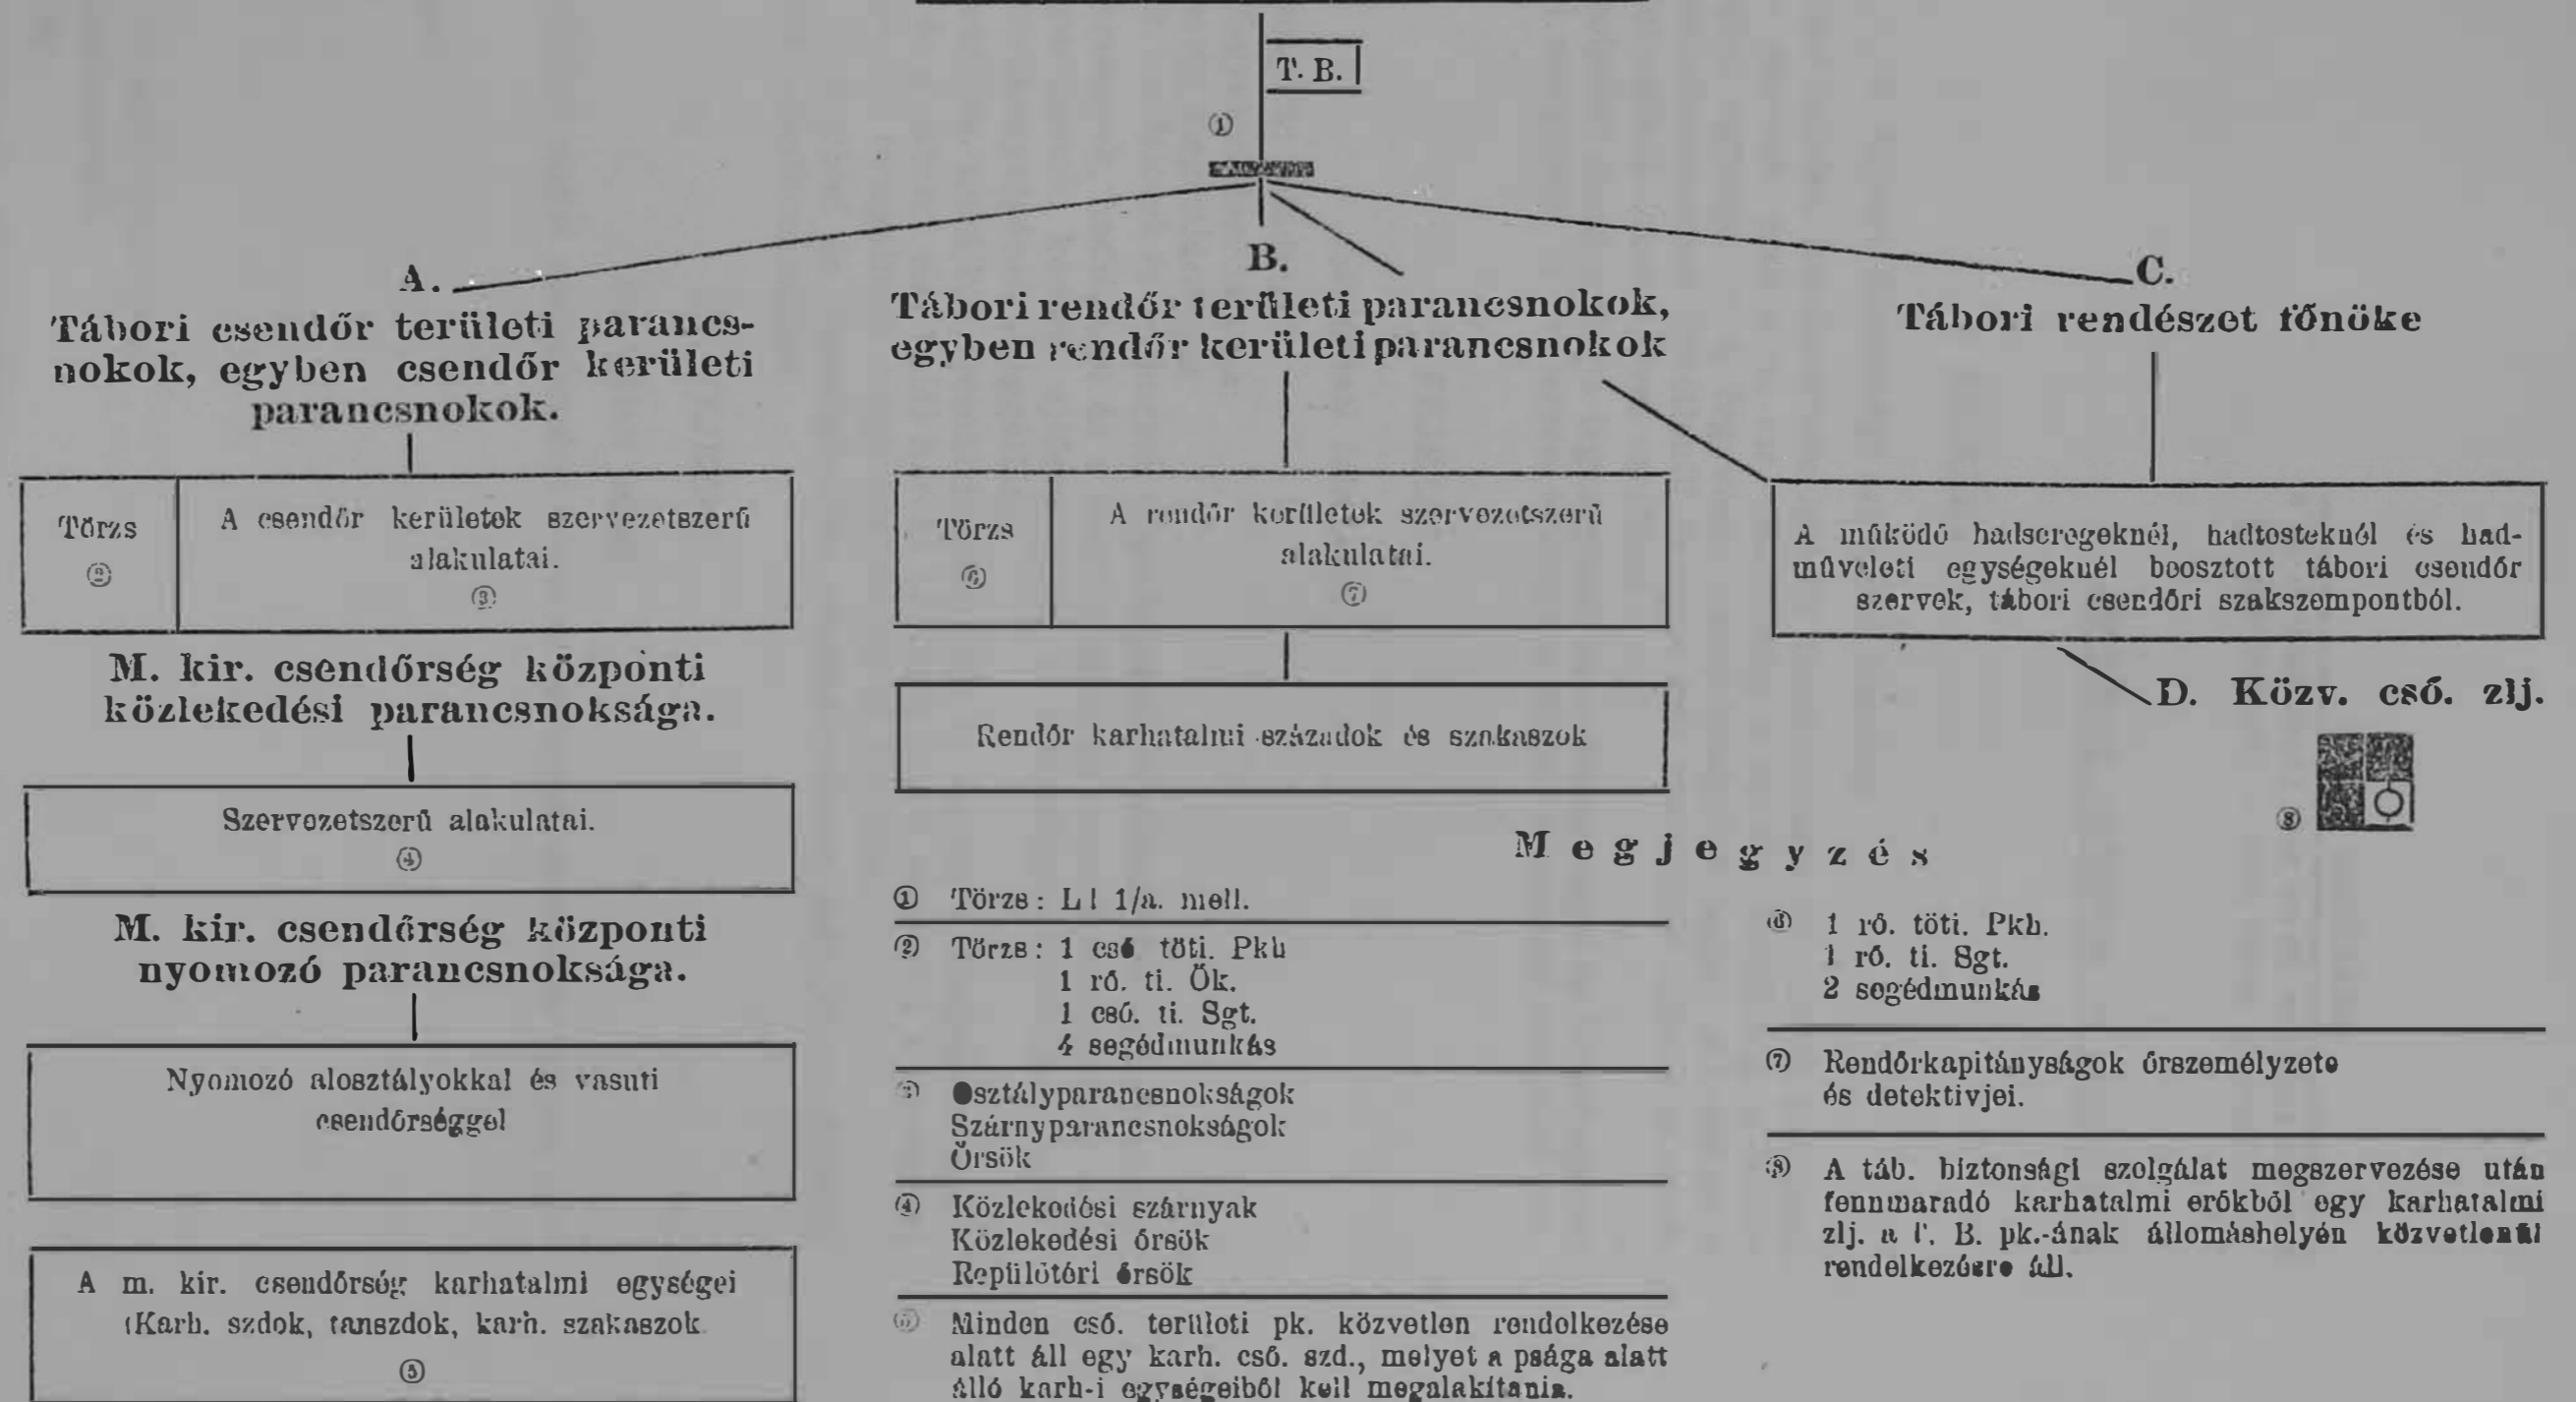 T. B.
①
A.
Tábori csendőr területi parancs-
nokok, egyben csendőr kerületi
parancsnokok.
Törzs
②
A csendőr kerületek szervezetszerű
alakulatai.
③
M. kir. csendőrség központi
közlekedési parancsnoksága.
Szervezetszerű alakulatai.
④
M. kir. csendőrség központi
nyomozó parancsnoksága.
Nyomozó alosztályokkal és vasuti
csendőrséggel
A m. kir. csendőrség karhatalmi egységei
(Karh. szdok, tanszdok, karh. szakaszok
⑤
B.
Tábori rendőr területi parancsnokok,
egyben rendőr kerületi parancsnokok
Törzs
⑥
A rendőr kerületek szervezetszerű
alakulatai.
⑦
Rendőr karhatalmi századok és szakaszok
C.
Tábori rendészet főnöke
A működő hadseregeknél, hadtesteknél és had-
műveleti egységeknél beosztott tábori csendőr
szervek, tábori csendőri szakszempontból.
D. Közv. cső. zlj.
⑧
Megjegyzés
① Törzs: L! 1/a. mell.
② Törzs: 1 cső töti. Pkh
1 rő. ti. Ők.
1 cső. ti. Sgt.
4 segédmunkás
③ Osztályparancsnokságok
Szárnyparancsnokságok
Őrsök
④ Közlekedési szárnyak
Közlekedési őrsök
Repülőtéri őrsök
⑤ Minden cső. területi pk. közvetlen rendelkezése
alatt áll egy karh. cső. szd., melyet a psága alatt
álló karh-i egységeiből kell megalakítania.
⑥ 1 rő. töti. Pkh.
1 rő. ti. Sgt.
2 segédmunkás
⑦ Rendőrkapitányságok őrszemélyzete
és detektivjei.
⑧ A táb. biztonsági szolgálat megszervezése után
fennmaradó karhatalmi erőkből egy karhatalmi
zlj. a T. B. pk.-ának állomáshelyén közvetlenül
rendelkezésre áll.